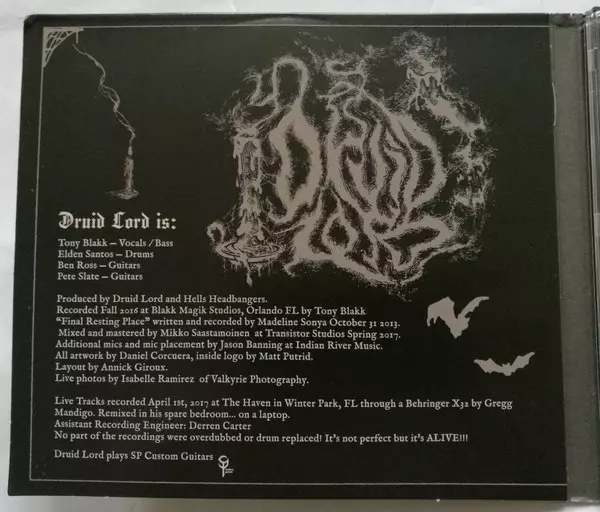 DRUID
LORD
Druid Lord is:
Tony Blakk – Vocals / Bass
Elden Santos – Drums
Ben Ross – Guitars
Pete Slate – Guitars
Produced by Druid Lord and Hells Headbangers.
Recorded Fall 2016 at Blakk Magik Studios, Orlando FL by Tony Blakk
"Final Resting Place" written and recorded by Madeline Sonya October 31 2013.
Mixed and mastered by Mikko Saastamoinen at Transistor Studios Spring 2017.
Additional mics and mic placement by Jason Banning at Indian River Music.
All artwork by Daniel Corcuera, inside logo by Matt Putrid.
Layout by Annick Giroux.
Live photos by Isabelle Ramirez of Valkyrie Photography.
Live Tracks recorded April 1st, 2017 at The Haven in Winter Park, FL through a Behringer X32 by Gregg
Mandigo. Remixed in his spare bedroom... on a laptop.
Assistant Recording Engineer: Derren Carter
No part of the recordings were overdubbed or drum replaced! It's not perfect but it's ALIVE!!!
Druid Lord plays SP Custom Guitars